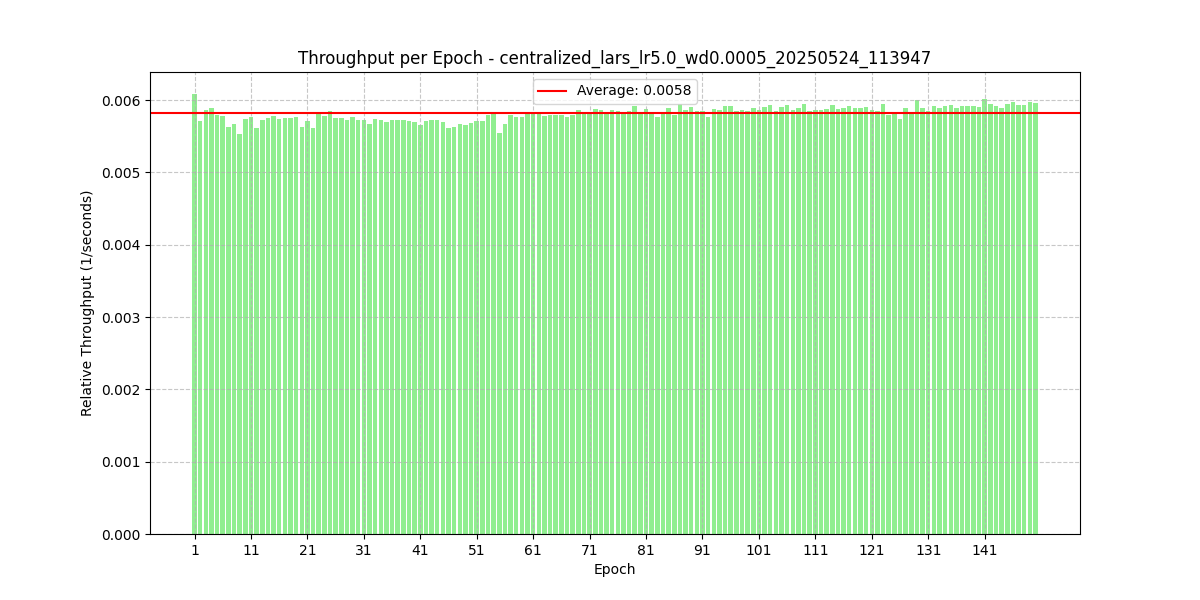 Throughput per Epoch - centralized_lars_lr5.0_wd0.0005_20250524_113947
Average: 0.0058
Relative Throughput (1/seconds)
0.006
0.005
0.004
0.003
0.002
0.001
0.000
1 11 21 31 41 51 61 71 81 91 101 111 121 131 141
Epoch